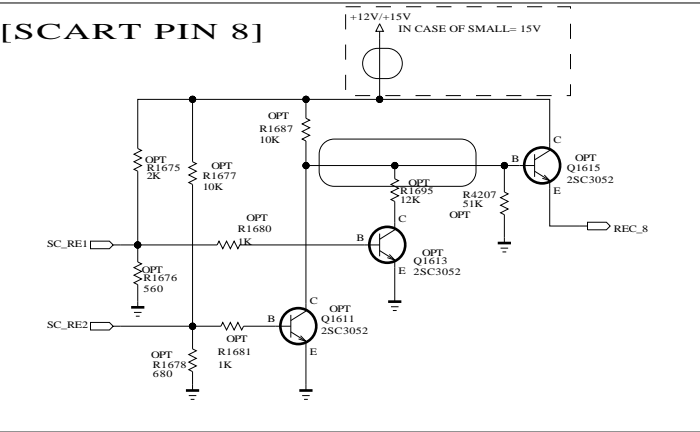 [SCART PIN 8]
+12V/+15V
IN CASE OF SMALL= 15V
OPT
R1687
10K
OPT
R1675
2K
OPT
R1677
10K
OPT
R1695
12K
R4207
51K
OPT
B
C
E
OPT
Q1615
2SC3052
REC_8
SC_RE1
OPT
R1680
1K
B
C
E
OPT
Q1613
2SC3052
OPT
R1676
560
SC_RE2
OPT
R1681
1K
B
C
E
OPT
Q1611
2SC3052
OPT
R1678
680